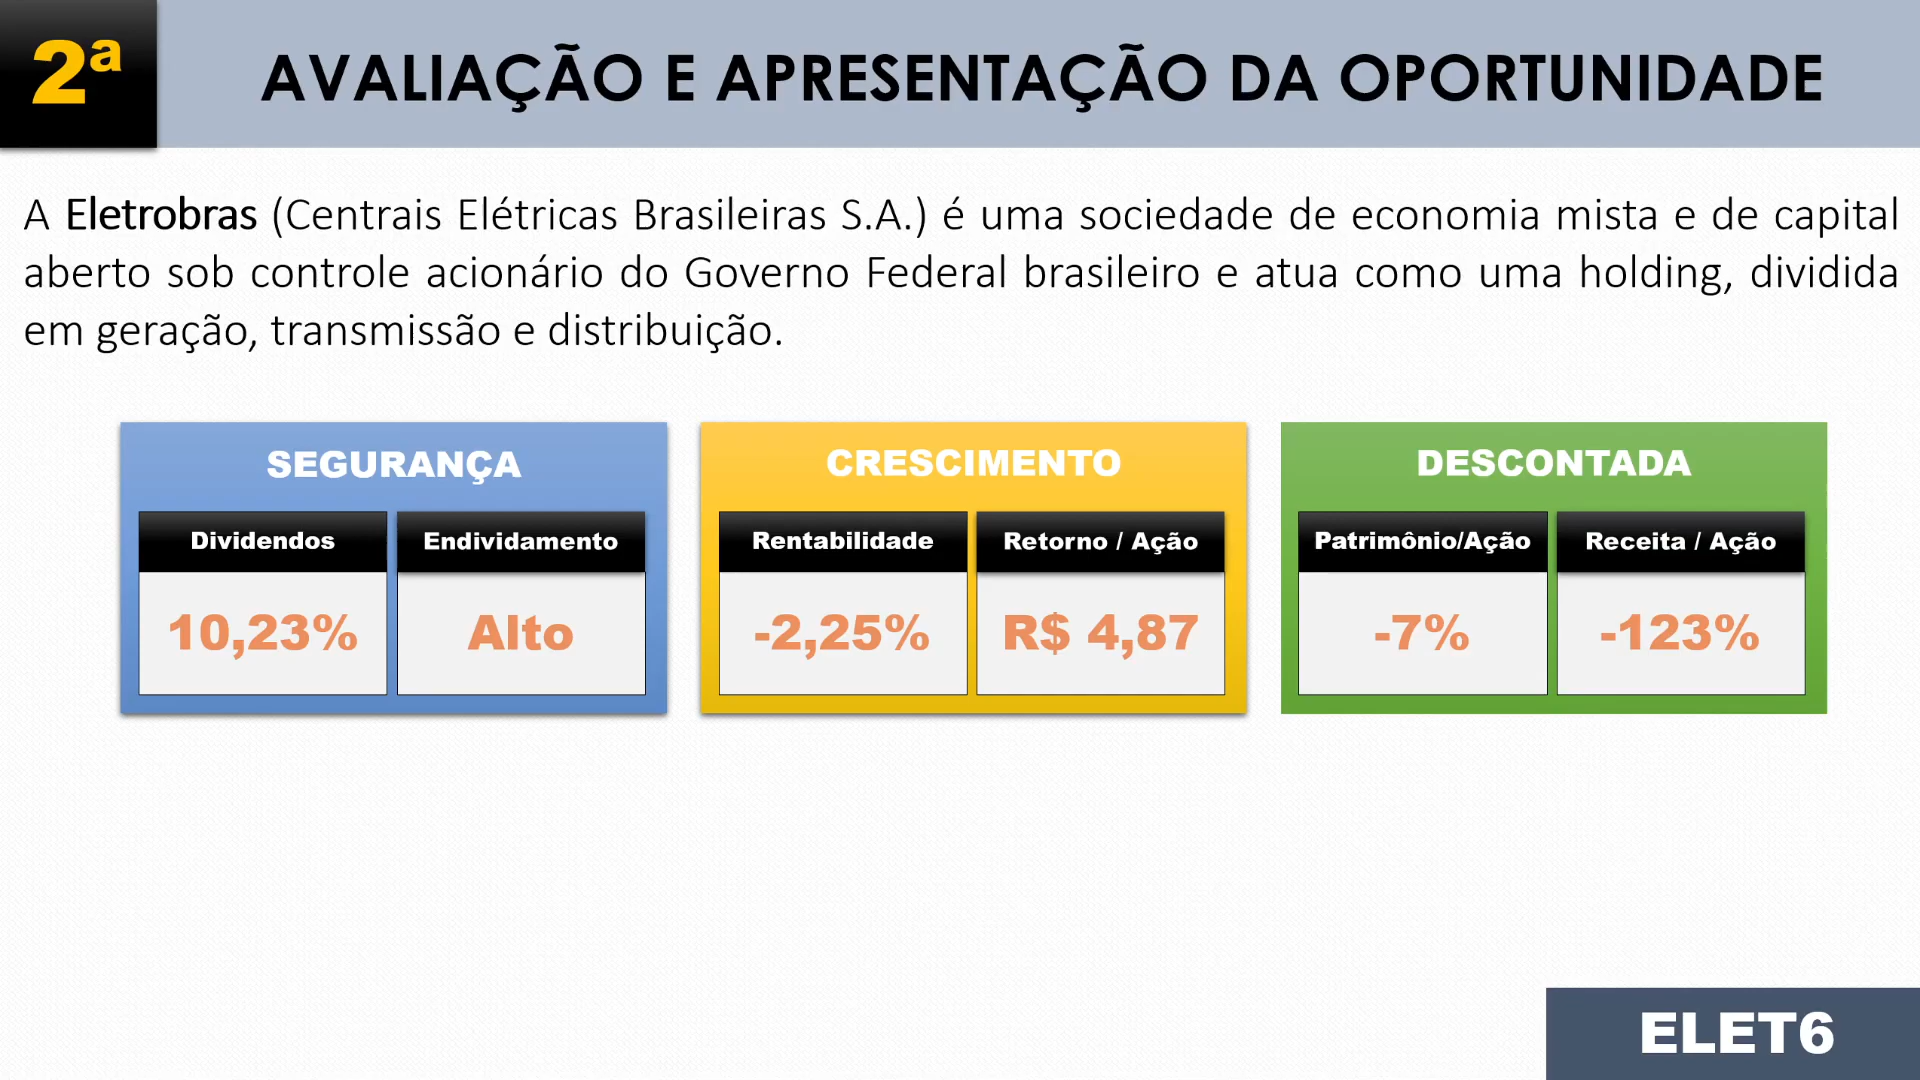 2ª
AVALIAÇÃO E APRESENTAÇÃO DA OPORTUNIDADE
A Eletrobras (Centrais Elétricas Brasileiras S.A.) é uma sociedade de economia mista e de capital
aberto sob controle acionário do Governo Federal brasileiro e atua como uma holding, dividida
em geração, transmissão e distribuição.
SEGURANÇA
Dividendos
Endividamento
10,23%
Alto
CRESCIMENTO
Rentabilidade
Retorno / Ação
-2,25%
R$ 4,87
DESCONTADA
Patrimônio/Ação
Receita / Ação
-7%
-123%
ELET6